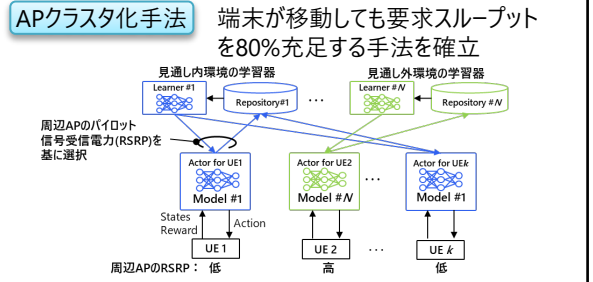 APクラスタ化手法
端末が移動しても要求スループット
を80%充足する手法を確立
見通し内環境の学習器
見通し外環境の学習器
Learner #1
Repository#1
…
Learner #N
Repository #N
周辺APのパイロット
信号受信電力(RSRP)を
基に選択
Actor for UE1
Model #1
Actor for UE2
Model #N
…
Actor for UEk
Model #1
States
Reward
Action
UE 1
UE 2
…
UE k
周辺APのRSRP： 低
高
低